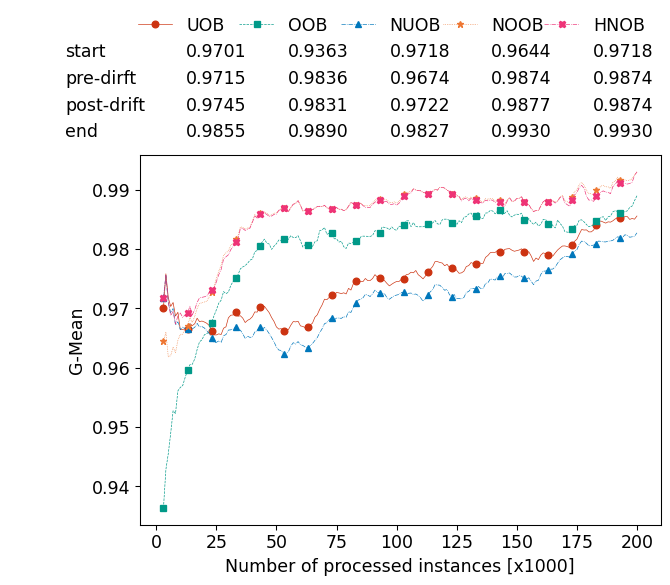 UOB OOB NUOB NOOB HNOB
start 0.9701 0.9363 0.9718 0.9644 0.9718
pre-dirft 0.9715 0.9836 0.9674 0.9874 0.9874
post-drift 0.9745 0.9831 0.9722 0.9877 0.9874
end 0.9855 0.9890 0.9827 0.9930 0.9930
0.99
0.98
0.97
0.96
0.95
0.94
G-Mean
0 25 50 75 100 125 150 175 200
Number of processed instances [x1000]